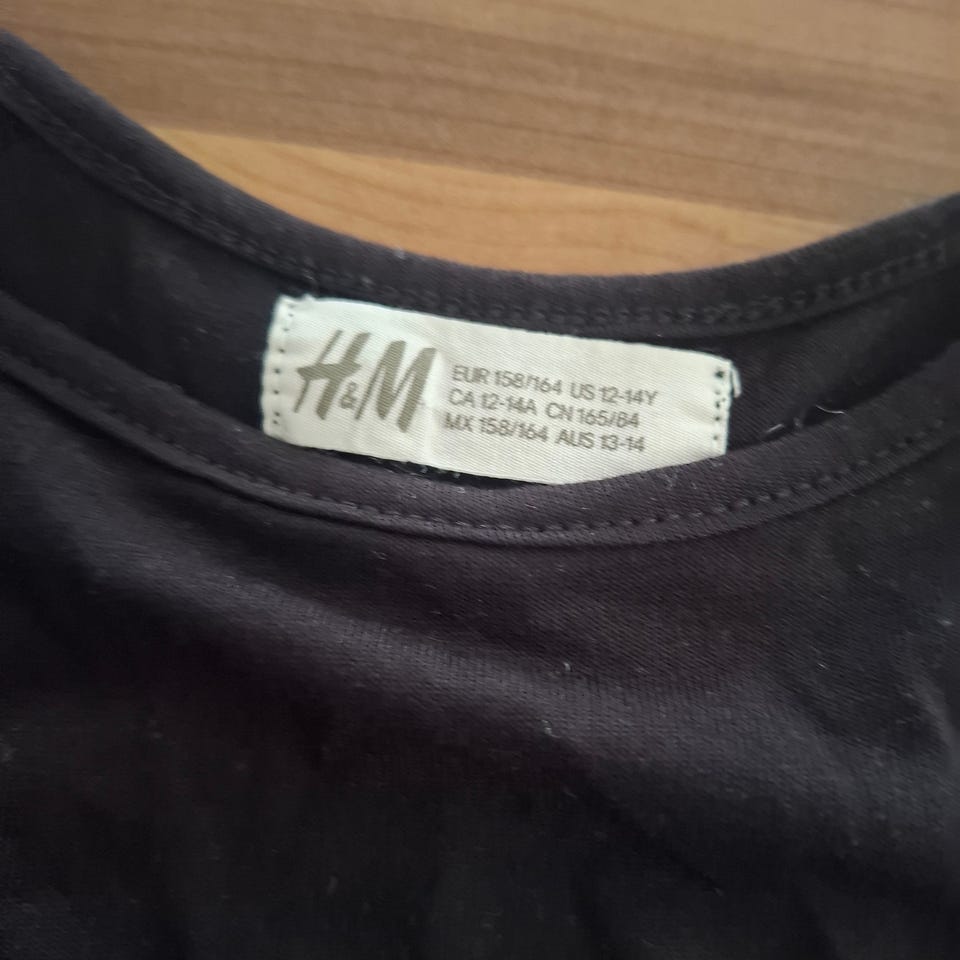 H&M
EUR 158/164 US 12-14Y
CA 12-14A CN 165/84
MX 158/164 AUS 13-14